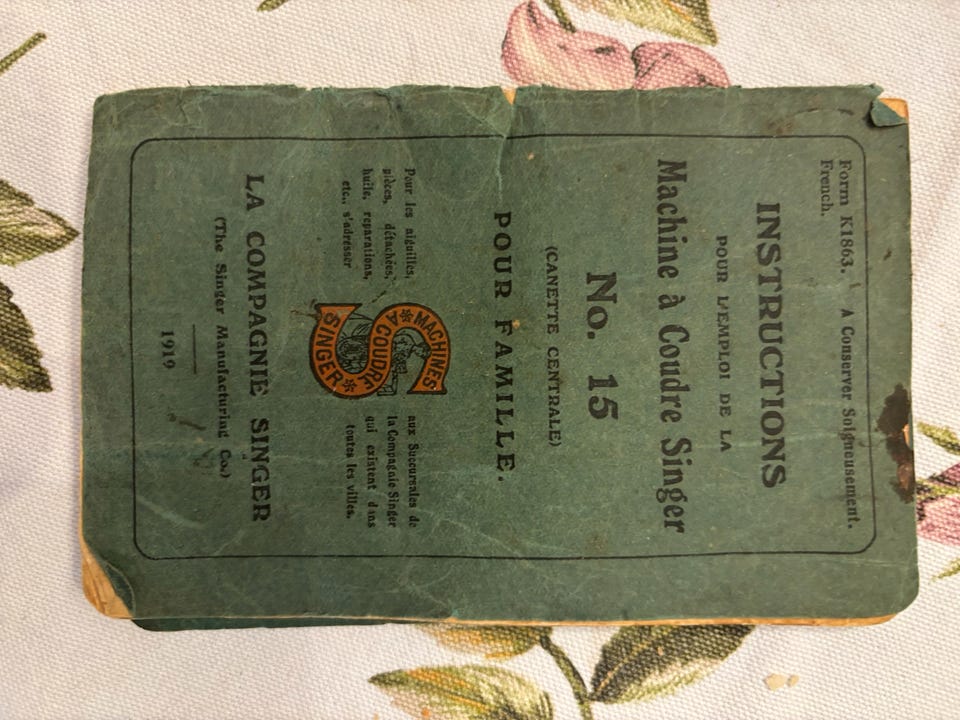 Form K1863. A Conserver Soigneusement.
French.
INSTRUCTIONS
POUR L'EMPLOI DE LA
Machine à Coudre Singer
No. 15
(CANETTE CENTRALE)
POUR FAMILLE.
Pour les aiguilles,
pièces, détachées,
huile, reparations,
etc., s'adresser
MACHINES
A COUDRE
SINGER
aux Succursales de
la Compagnie Singer
qui existent dans
toutes les villes.
LA COMPAGNIE SINGER
(The Singer Manufacturing Co.)
1919